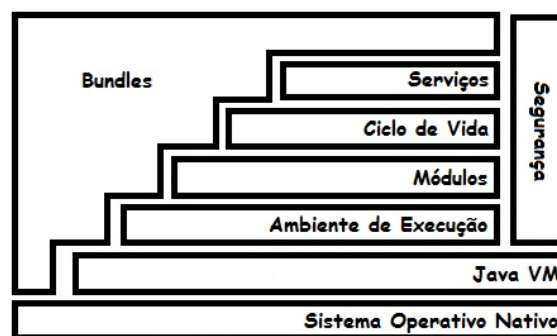 Bundles
Serviços
Ciclo de Vida
Módulos
Ambiente de Execução
Java VM
Sistema Operativo Nativo
Segurança